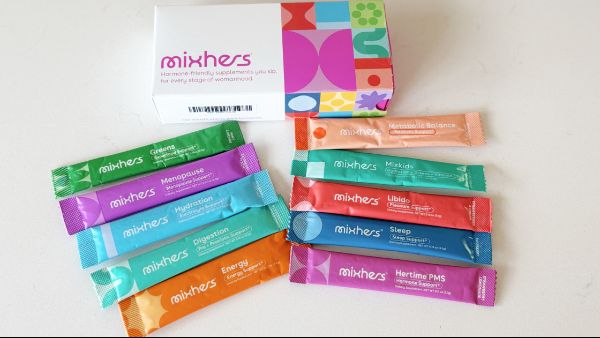 mixhers
Hormone-friendly supplements you sip,
for every stage of womanhood.
mixhers
Greens
mixhers
Menopause
Menopause Support*
mixhers
Hydration
Electrolyte Support*
mixhers
Digestion
Pre + Probiotic Support*
mixhers
Energy
Energy Support*
mixhers
Metabolic Balance
mixhers
Mixkids
mixhers
Libido
Pleasure Support*
mixhers
Sleep
Sleep Support*
mixhers
Hertime PMS
Hormone Support*